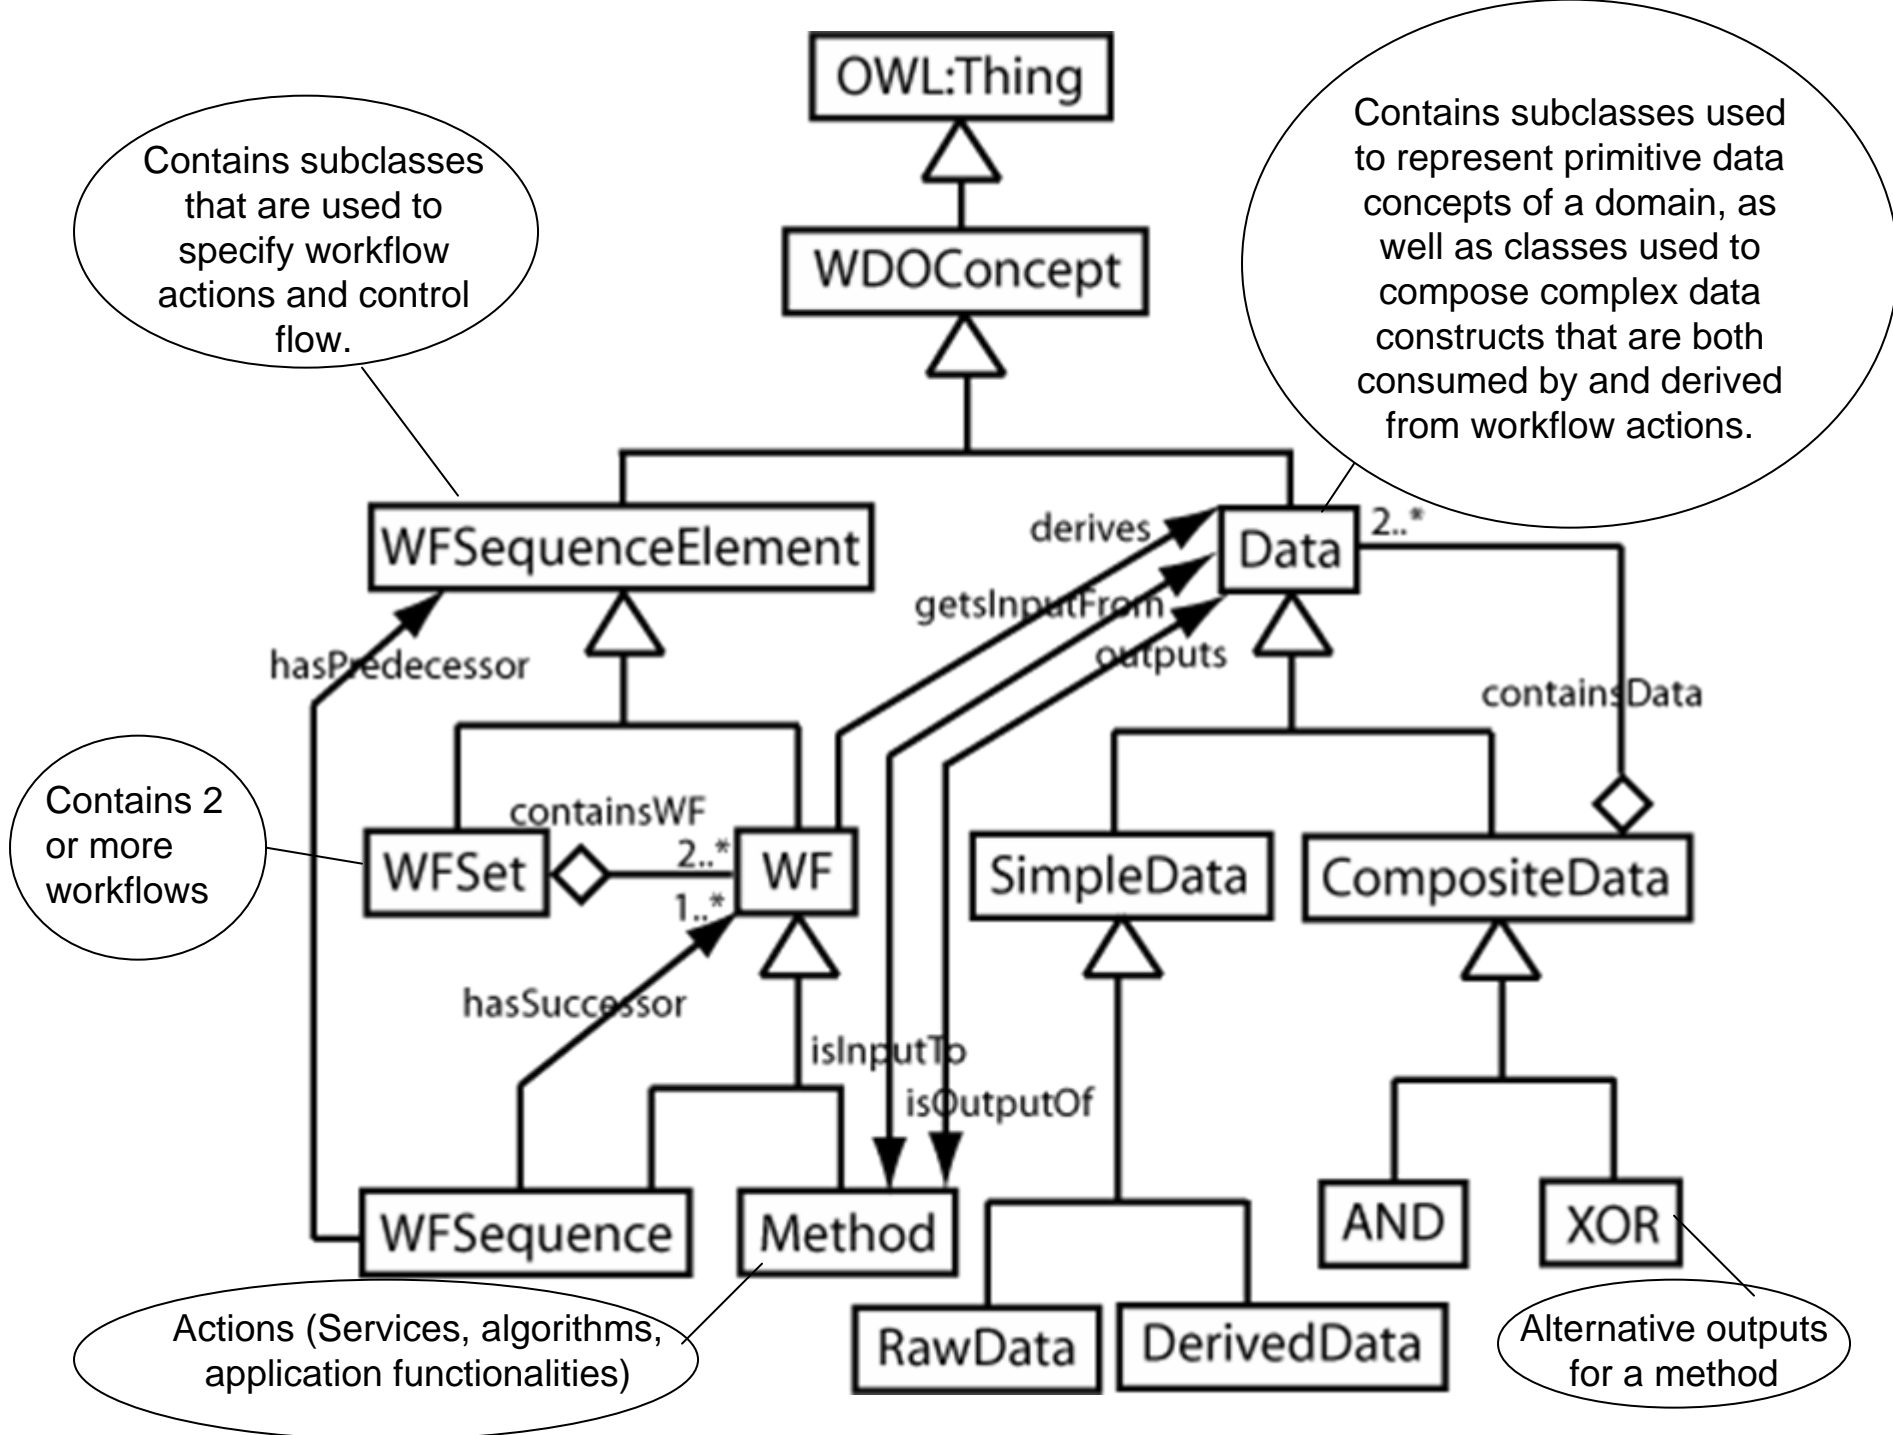 OWL:Thing
Contains subclasses
that are used to
specify workflow
actions and control
flow.
Contains subclasses used
to represent primitive data
concepts of a domain, as
well as classes used to
compose complex data
constructs that are both
consumed by and derived
from workflow actions.
WDOConcept
WFSequenceElement
derives
Data
2..*
getsInputFrom
outputs
hasPredecessor
containsData
Contains 2
or more
workflows
containsWF
WFSet
2..*
WF
1..*
SimpleData
CompositeData
hasSuccessor
isInputTo
isOutputOf
WFSequence
Method
AND
XOR
Actions (Services, algorithms,
application functionalities)
RawData
DerivedData
Alternative outputs
for a method